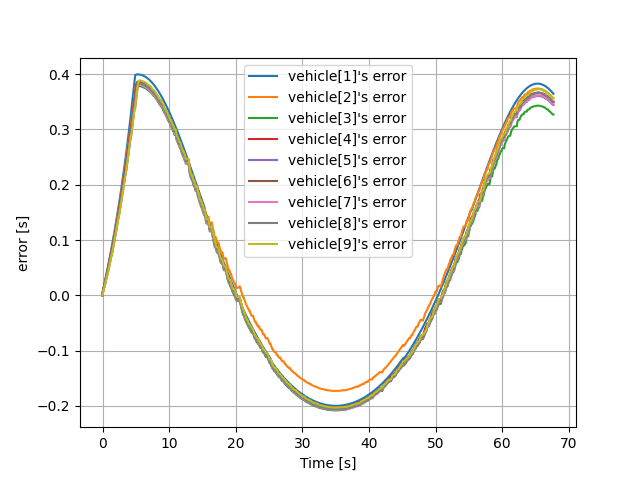 0.4
0.3
0.2
0.1
0.0
−0.1
−0.2
error [s]
vehicle[1]'s error
vehicle[2]'s error
vehicle[3]'s error
vehicle[4]'s error
vehicle[5]'s error
vehicle[6]'s error
vehicle[7]'s error
vehicle[8]'s error
vehicle[9]'s error
0 10 20 30 40 50 60 70
Time [s]